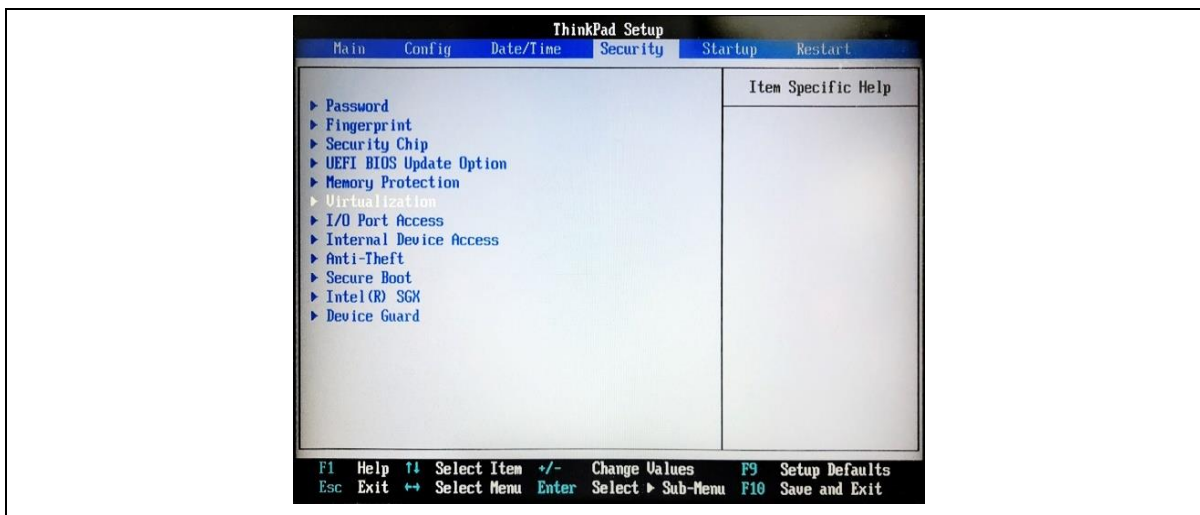 ThinkPad Setup
Main Config Date/Time Security Startup Restart
Item Specific Help
Password
Fingerprint
Security Chip
UEFI BIOS Update Option
Memory Protection
Virtualization
I/O Port Access
Internal Device Access
Anti-Theft
Secure Boot
Intel(R) SGX
Device Guard
F1 Help ↑↓ Select Item +/- Change Values F9 Setup Defaults
Esc Exit ↔ Select Menu Enter Select ▶ Sub-Menu F10 Save and Exit